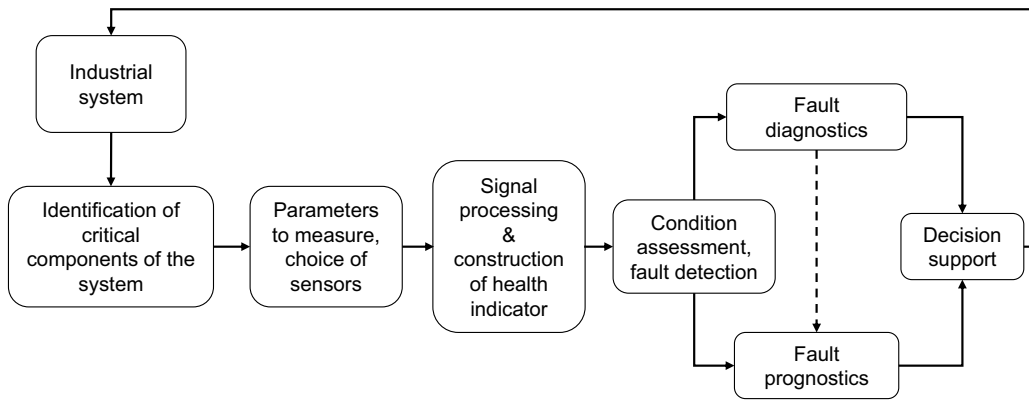 Industrial
system
Identification of
critical
components of the
system
Parameters
to measure,
choice of
sensors
Signal
processing
&
construction
of health
indicator
Condition
assessment,
fault detection
Fault
diagnostics
Fault
prognostics
Decision
support